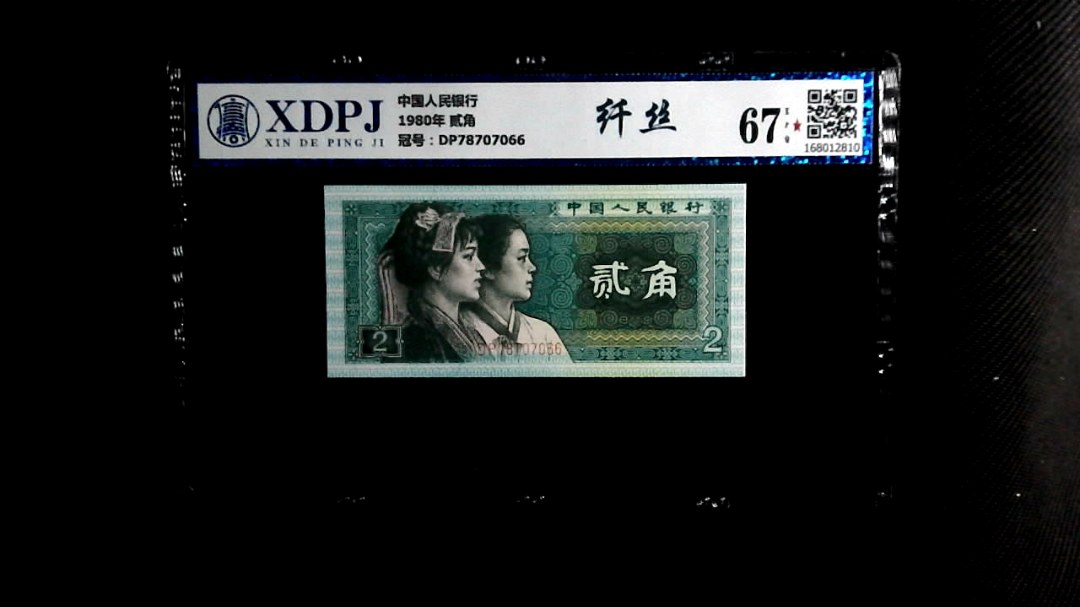 XDPJ
XIN DE PING JI
中国人民银行
1980年 贰角
冠号：DP78707066
纤丝
67
★
168012810
中国人民银行
贰角
2
2
DP78707066